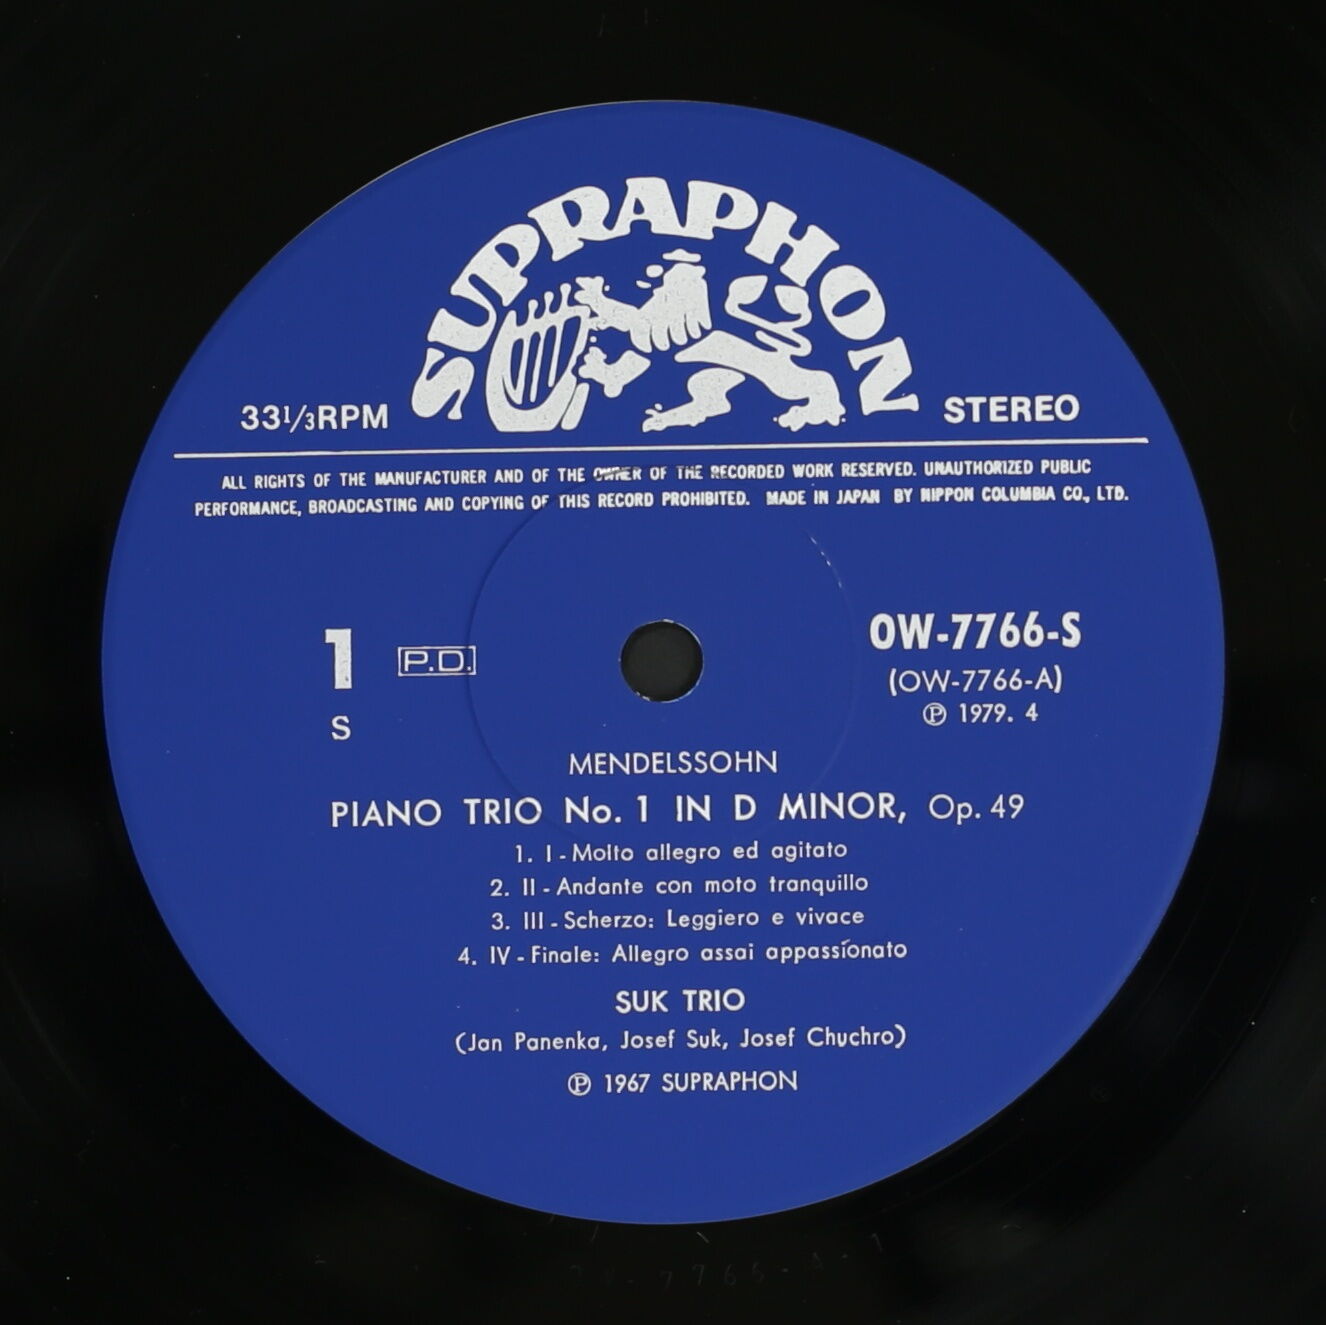 SUPRAPHON
33 1/3 RPM
STEREO
ALL RIGHTS OF THE MANUFACTURER AND OF THE OWNER OF THE RECORDED WORK RESERVED. UNAUTHORIZED PUBLIC
PERFORMANCE, BROADCASTING AND COPYING OF THIS RECORD PROHIBITED. MADE IN JAPAN BY NIPPON COLUMBIA CO., LTD.
1
P.D.
S
OW-7766-S
(OW-7766-A)
℗ 1979. 4
MENDELSSOHN
PIANO TRIO No. 1 IN D MINOR, Op. 49
1. I - Molto allegro ed agitato
2. II - Andante con moto tranquillo
3. III - Scherzo: Leggiero e vivace
4. IV - Finale: Allegro assai appassíonato
SUK TRIO
(Jan Panenka, Josef Suk, Josef Chuchro)
℗ 1967 SUPRAPHON